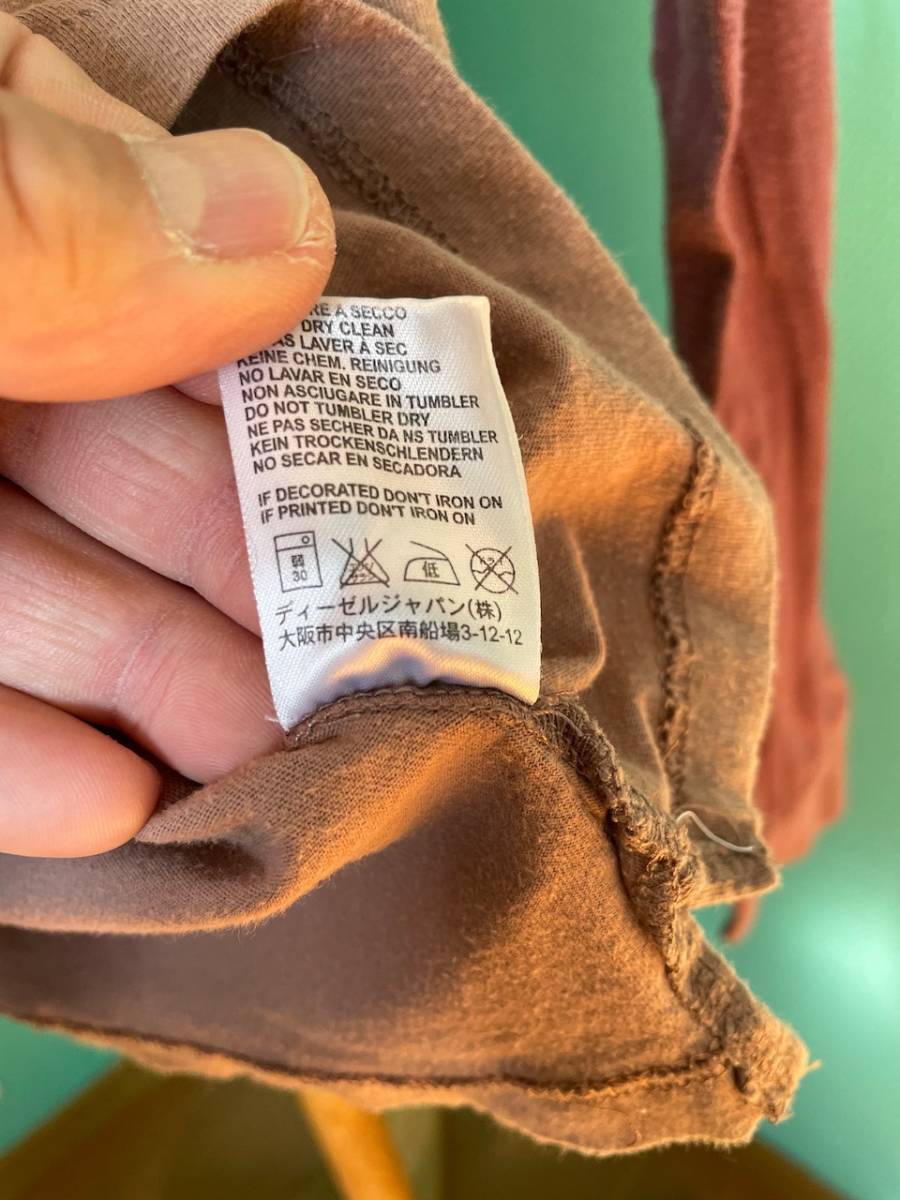 RE A SECCO
DRY CLEAN
AS LAVER A SEC
KEINE CHEM. REINIGUNG
NO LAVAR EN SECO
NON ASCIUGARE IN TUMBLER
DO NOT TUMBLER DRY
NE PAS SECHER DA NS TUMBLER
KEIN TROCKENSCHLENDERN
NO SECAR EN SECADORA
IF DECORATED DON'T IRON ON
IF PRINTED DON'T IRON ON
弱 30 低
ディーゼルジャパン(株)
大阪市中央区南船場3-12-12